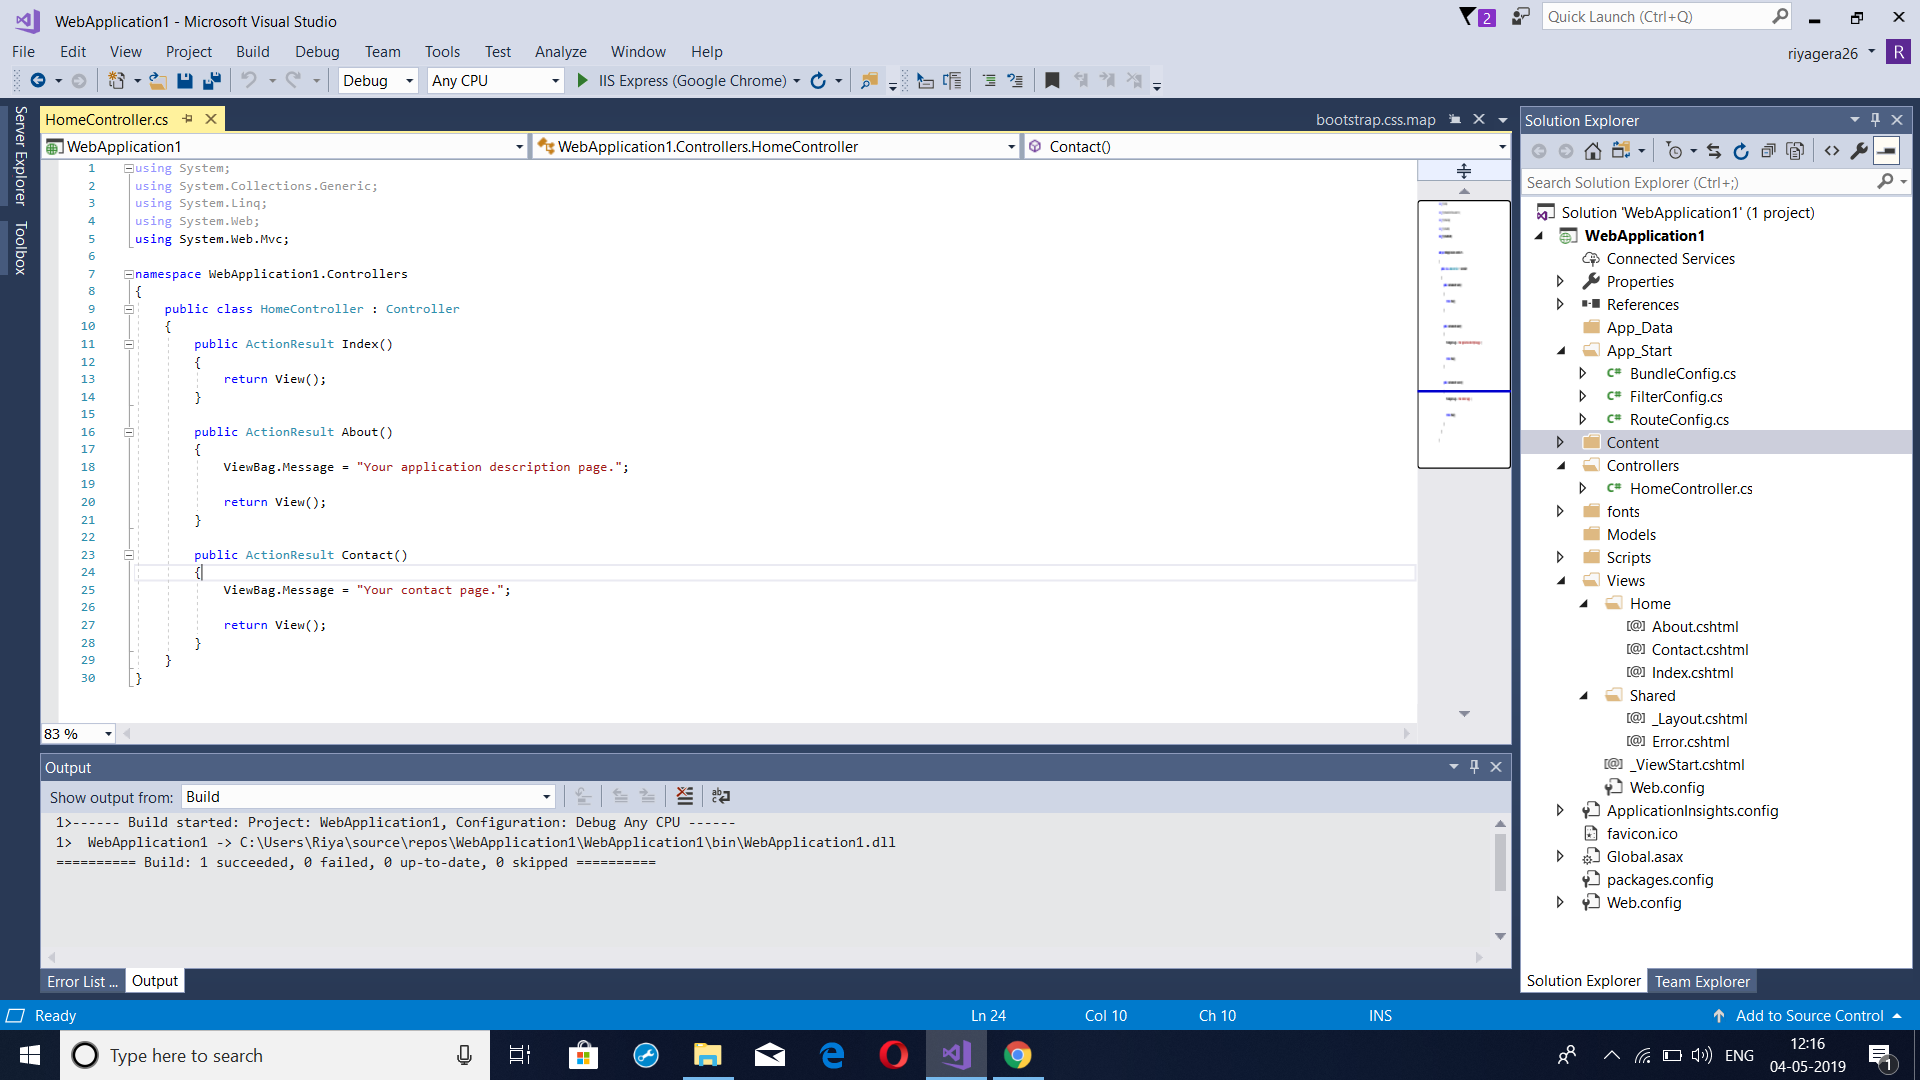 WebApplication1 - Microsoft Visual Studio
2
Quick Launch (Ctrl+Q)
File Edit View Project Build Debug Team Tools Test Analyze Window Help
riyagera26 R
Debug Any CPU IIS Express (Google Chrome)
Server Explorer
Toolbox
HomeController.cs
bootstrap.css.map
WebApplication1 WebApplication1.Controllers.HomeController Contact()
1 using System;
2 using System.Collections.Generic;
3 using System.Linq;
4 using System.Web;
5 using System.Web.Mvc;
6
7 namespace WebApplication1.Controllers
8 {
9 public class HomeController : Controller
10 {
11 public ActionResult Index()
12 {
13 return View();
14 }
15
16 public ActionResult About()
17 {
18 ViewBag.Message = "Your application description page.";
19
20 return View();
21 }
22
23 public ActionResult Contact()
24 {
25 ViewBag.Message = "Your contact page.";
26
27 return View();
28 }
29 }
30 }
83 %
Output
Show output from: Build
1>------ Build started: Project: WebApplication1, Configuration: Debug Any CPU ------
1>  WebApplication1 -> C:\Users\Riya\source\repos\WebApplication1\WebApplication1\bin\WebApplication1.dll
========== Build: 1 succeeded, 0 failed, 0 up-to-date, 0 skipped ==========
Error List ... Output
Solution Explorer
Search Solution Explorer (Ctrl+;)
Solution 'WebApplication1' (1 project)
WebApplication1
Connected Services
Properties
References
App_Data
App_Start
C# BundleConfig.cs
C# FilterConfig.cs
C# RouteConfig.cs
Content
Controllers
C# HomeController.cs
fonts
Models
Scripts
Views
Home
[@] About.cshtml
[@] Contact.cshtml
[@] Index.cshtml
Shared
[@] _Layout.cshtml
[@] Error.cshtml
[@] _ViewStart.cshtml
Web.config
ApplicationInsights.config
favicon.ico
Global.asax
packages.config
Web.config
Solution Explorer Team Explorer
Ready Ln 24 Col 10 Ch 10 INS Add to Source Control
Type here to search
ENG
12:16
04-05-2019
1